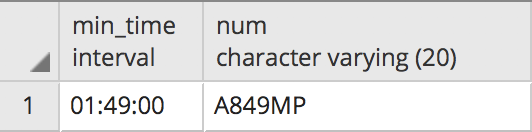 min_time num
interval character varying (20)
1 01:49:00 A849MP